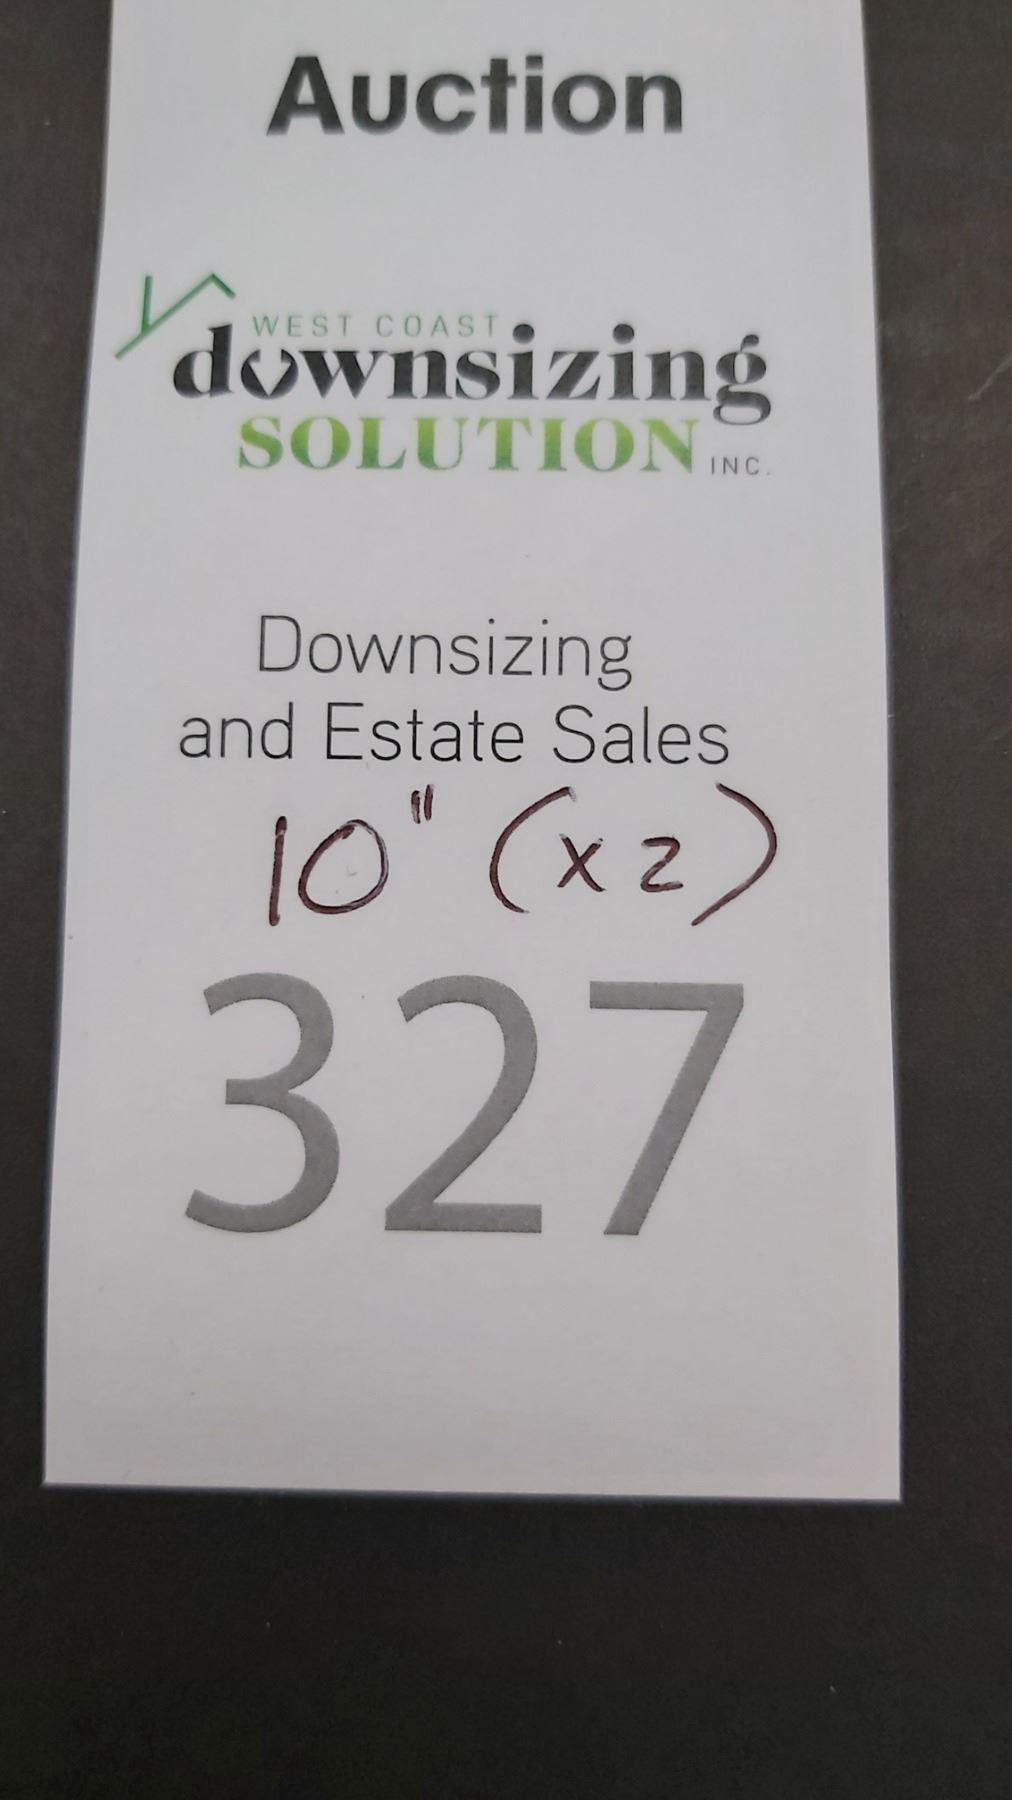 Auction
WEST COAST
downsizing
SOLUTION INC.
Downsizing
and Estate Sales
10" (x2)
327